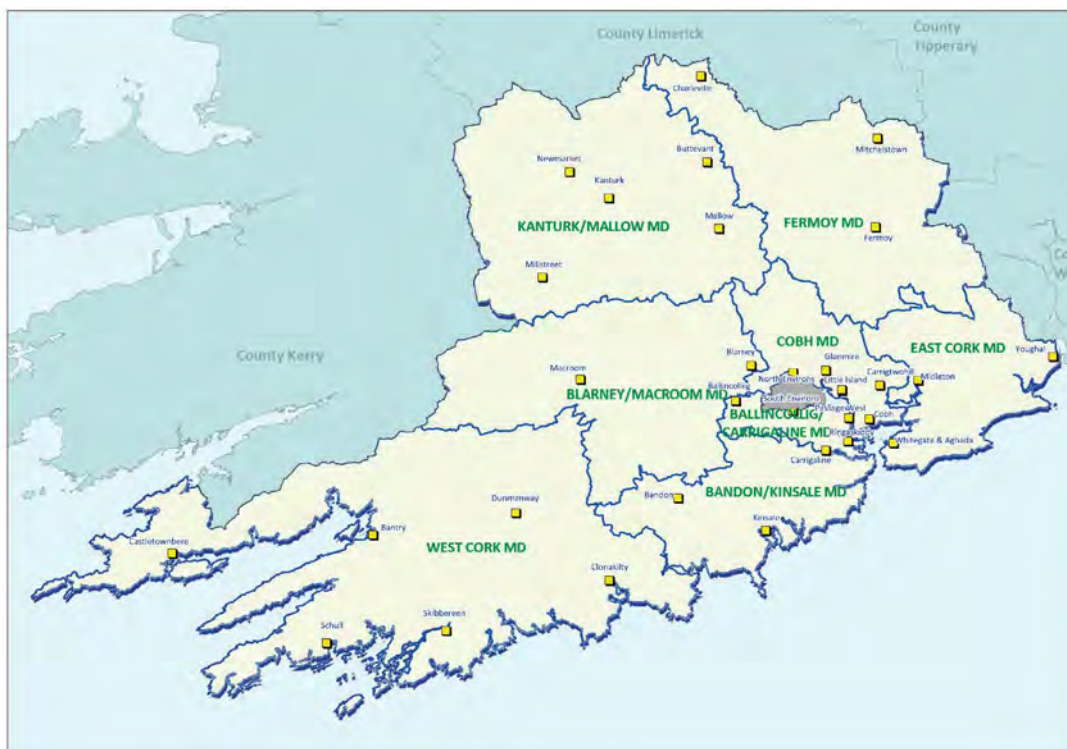 County Limerick
County
Tipperary
Charleville
Mitchelstown
Newmarket
Buttevant
Kanturk
Mallow
KANTURK/MALLOW MD
FERMOY MD
Fermoy
Millstreet
Co
W
County Kerry
COBH MD
EAST CORK MD
Youghal
Blarney
Glanmire
Macroom
North Environs
Little Island
Carrigtwohill
Midleton
BLARNEY/MACROOM MD
Ballincollig
South Environs
Passage West
Cobh
BALLINCOLLIG/
CARRIGALINE MD
Ringaskiddy
Whitegate & Aghada
Carrigaline
Bandon
BANDON/KINSALE MD
Dunmanway
Kinsale
Bantry
WEST CORK MD
Castletownbere
Clonakilty
Skibbereen
Schull